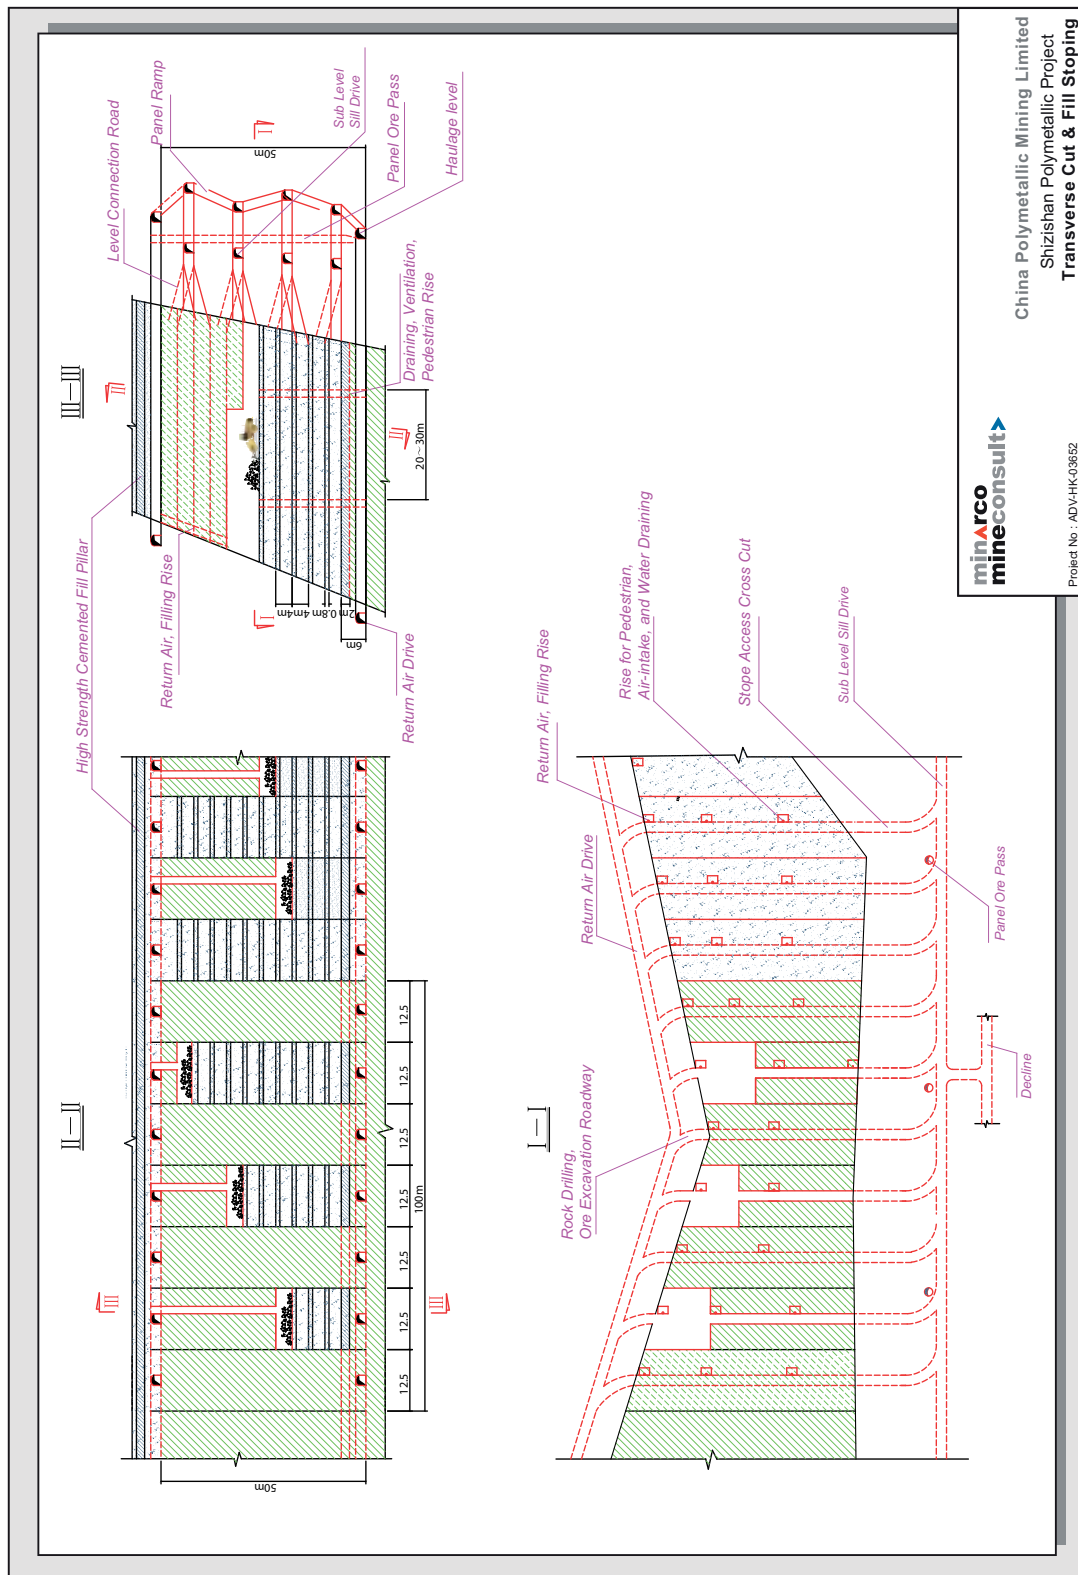 II—II
High Strength Cemented Fill Pillar
III
III
50m
12.5
12.5
12.5
12.5
12.5
12.5
12.5
100m
III—III
Level Connection Road
Panel Ramp
Sub Level
Sill Drive
Panel Ore Pass
Haulage level
I
50m
II
II
I
Return Air, Filling Rise
Draining, Ventilation,
Pedestrian Rise
20~30m
4m
4m
0.8m
2m
6m
Return Air Drive
I—I
Return Air, Filling Rise
Return Air Drive
Rise for Pedestrian,
Air-intake, and Water Draining
Stope Access Cross Cut
Sub Level Sill Drive
Panel Ore Pass
Rock Drilling,
Ore Excavation Roadway
Decline
minarco
mineconsult
Project No : ADV-HK-03652
China Polymetallic Mining Limited
Shizishan Polymetallic Project
Transverse Cut & Fill Stoping